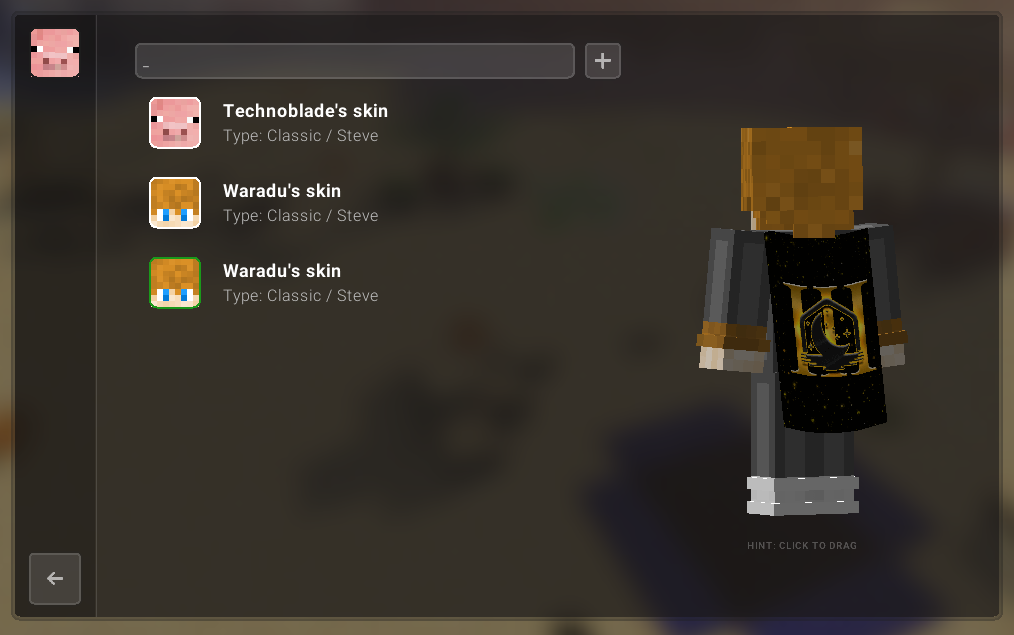 _
Technoblade's skin
Type: Classic / Steve
Waradu's skin
Type: Classic / Steve
Waradu's skin
Type: Classic / Steve
HINT: CLICK TO DRAG